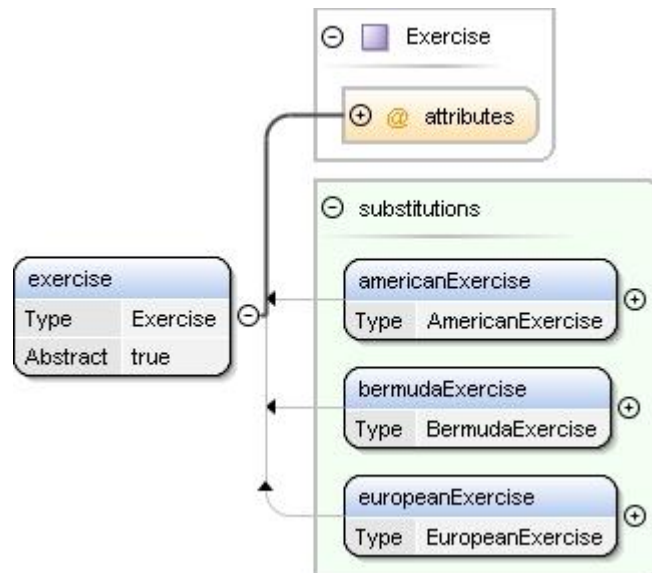 Exercise
@ attributes
substitutions
exercise
Type Exercise
Abstract true
americanExercise
Type AmericanExercise
bermudaExercise
Type BermudaExercise
europeanExercise
Type EuropeanExercise